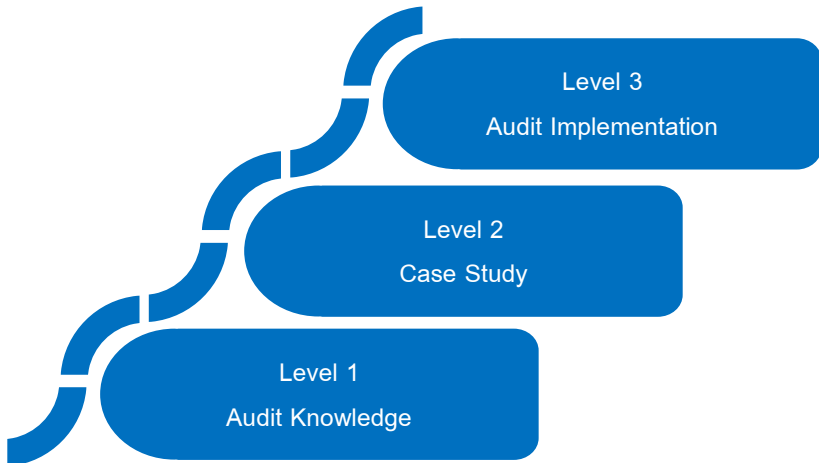 Level 3
Audit Implementation
Level 2
Case Study
Level 1
Audit Knowledge